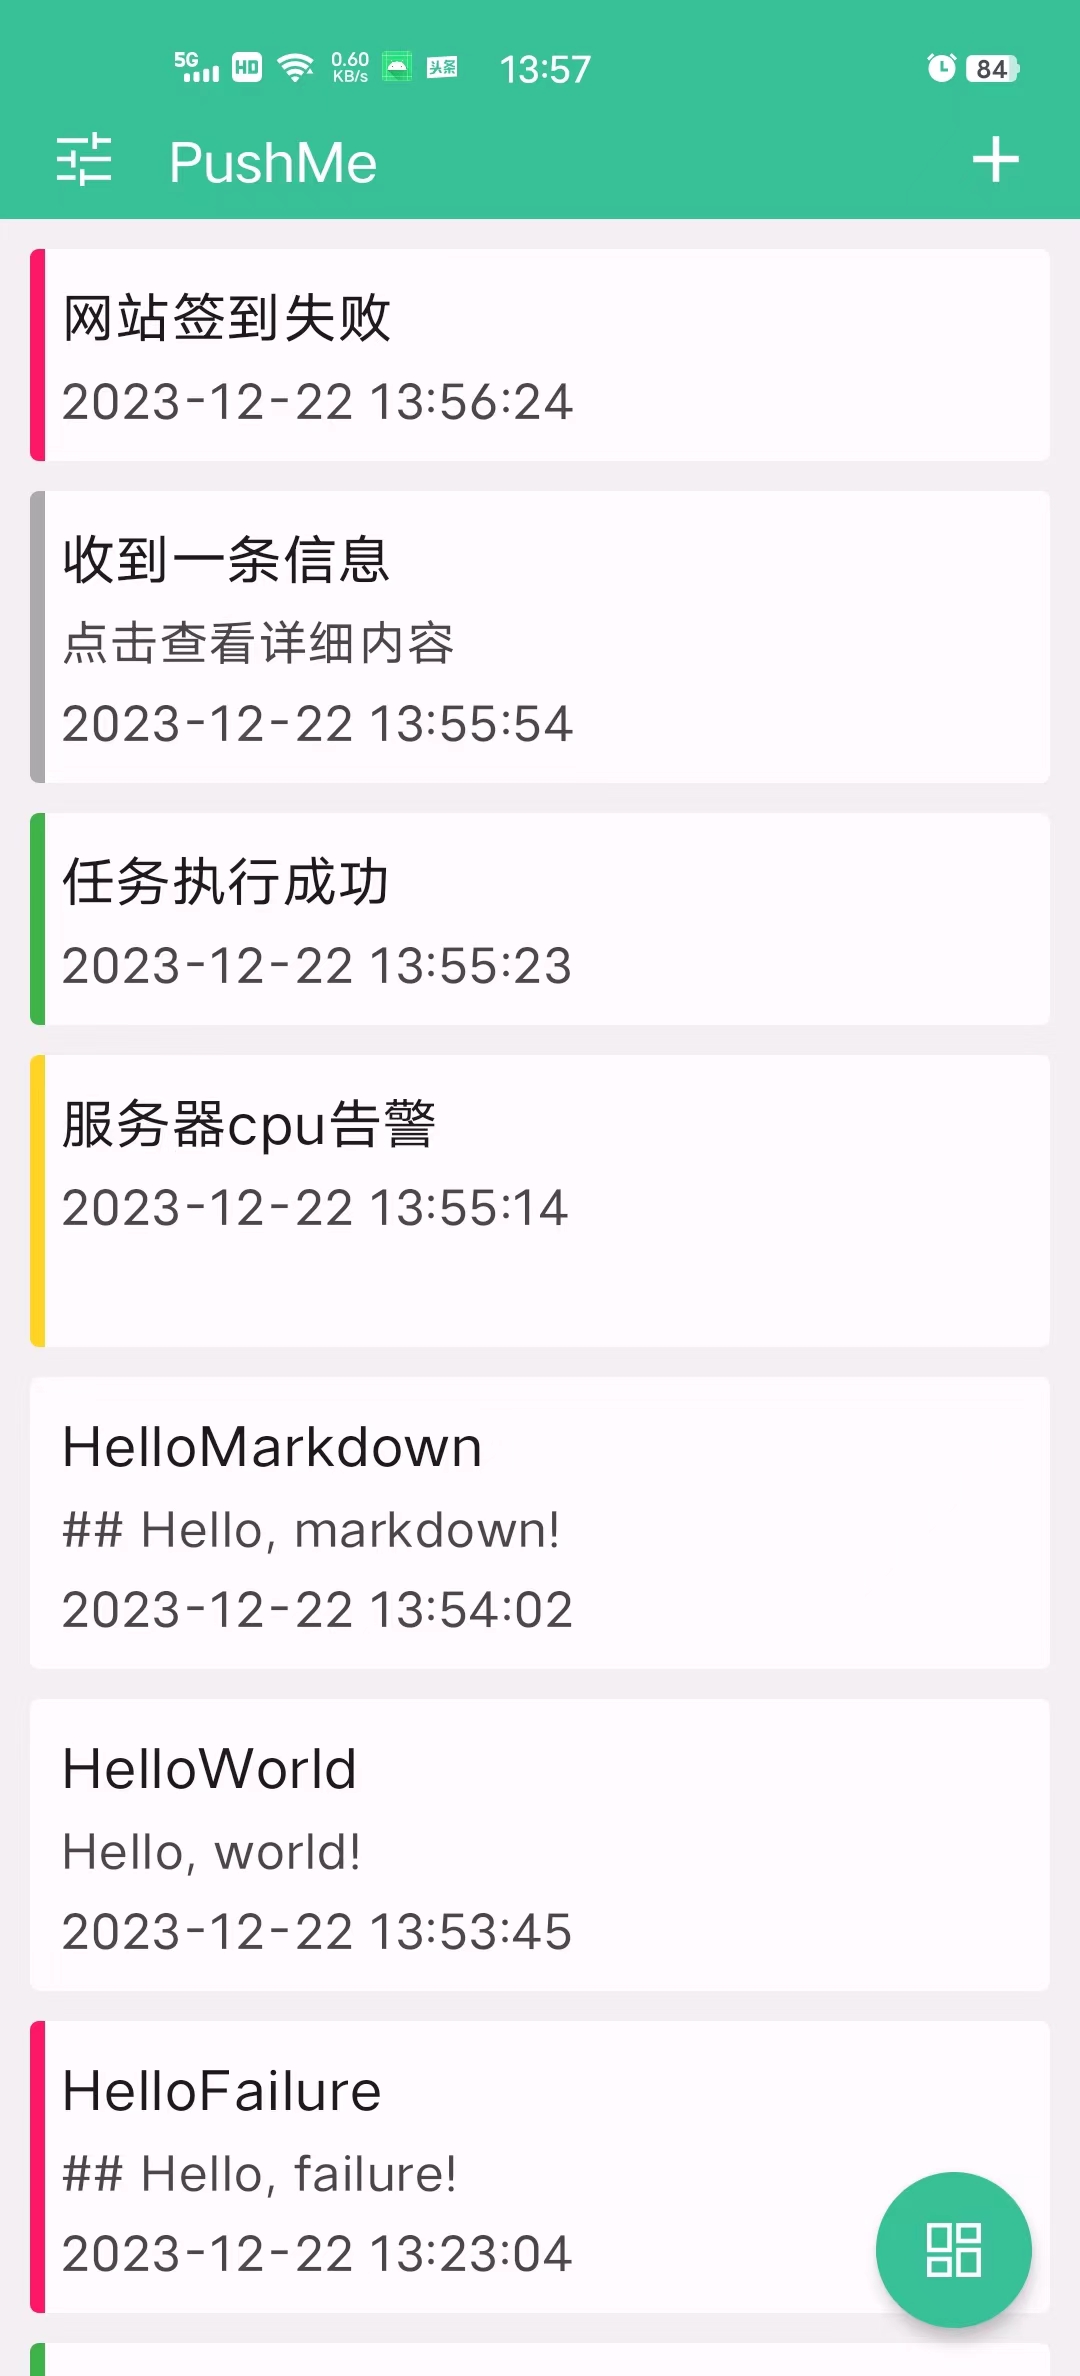 5G HD 0.60 KB/s 头条 13:57 84
PushMe
网站签到失败
2023-12-22 13:56:24
收到一条信息
点击查看详细内容
2023-12-22 13:55:54
任务执行成功
2023-12-22 13:55:23
服务器cpu告警
2023-12-22 13:55:14
HelloMarkdown
## Hello, markdown!
2023-12-22 13:54:02
HelloWorld
Hello, world!
2023-12-22 13:53:45
HelloFailure
## Hello, failure!
2023-12-22 13:23:04